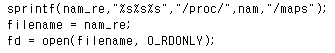 sprintf(nam_re,"%s%s%s","/proc/",nam,"/maps");
filename = nam_re;
fd = open(filename, O_RDONLY);